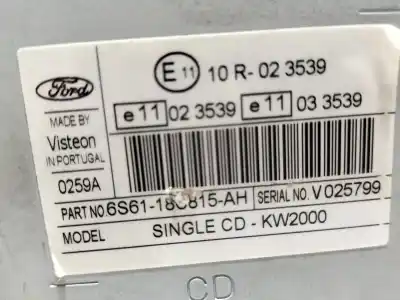 Ford
E 11 10 R- 02 3539
e 11 02 3539 e 11 03 3539
MADE BY
Visteon
IN PORTUGAL
0259A
PART NO. 6S61-18C815-AH SERIAL NO. V 025799
MODEL SINGLE CD - KW2000
CD